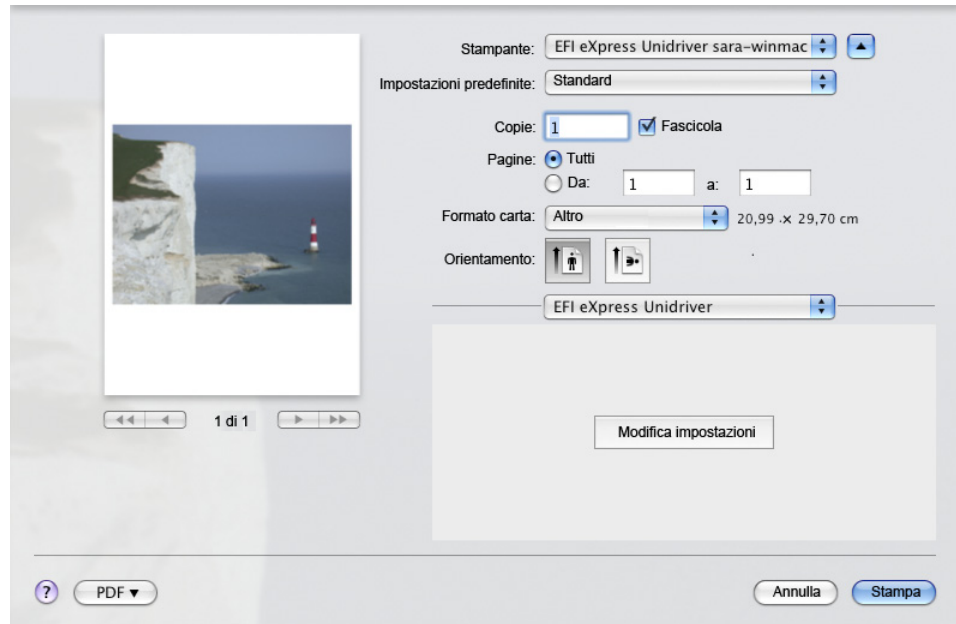 Stampante: EFI eXpress Unidriver sara-winmac
Impostazioni predefinite: Standard
Copie: 1 Fascicola
Pagine: Tutti
Da: 1 a: 1
Formato carta: Altro 20,99 x 29,70 cm
Orientamento:
EFI eXpress Unidriver
1 di 1
Modifica impostazioni
? PDF ▼ Annulla Stampa